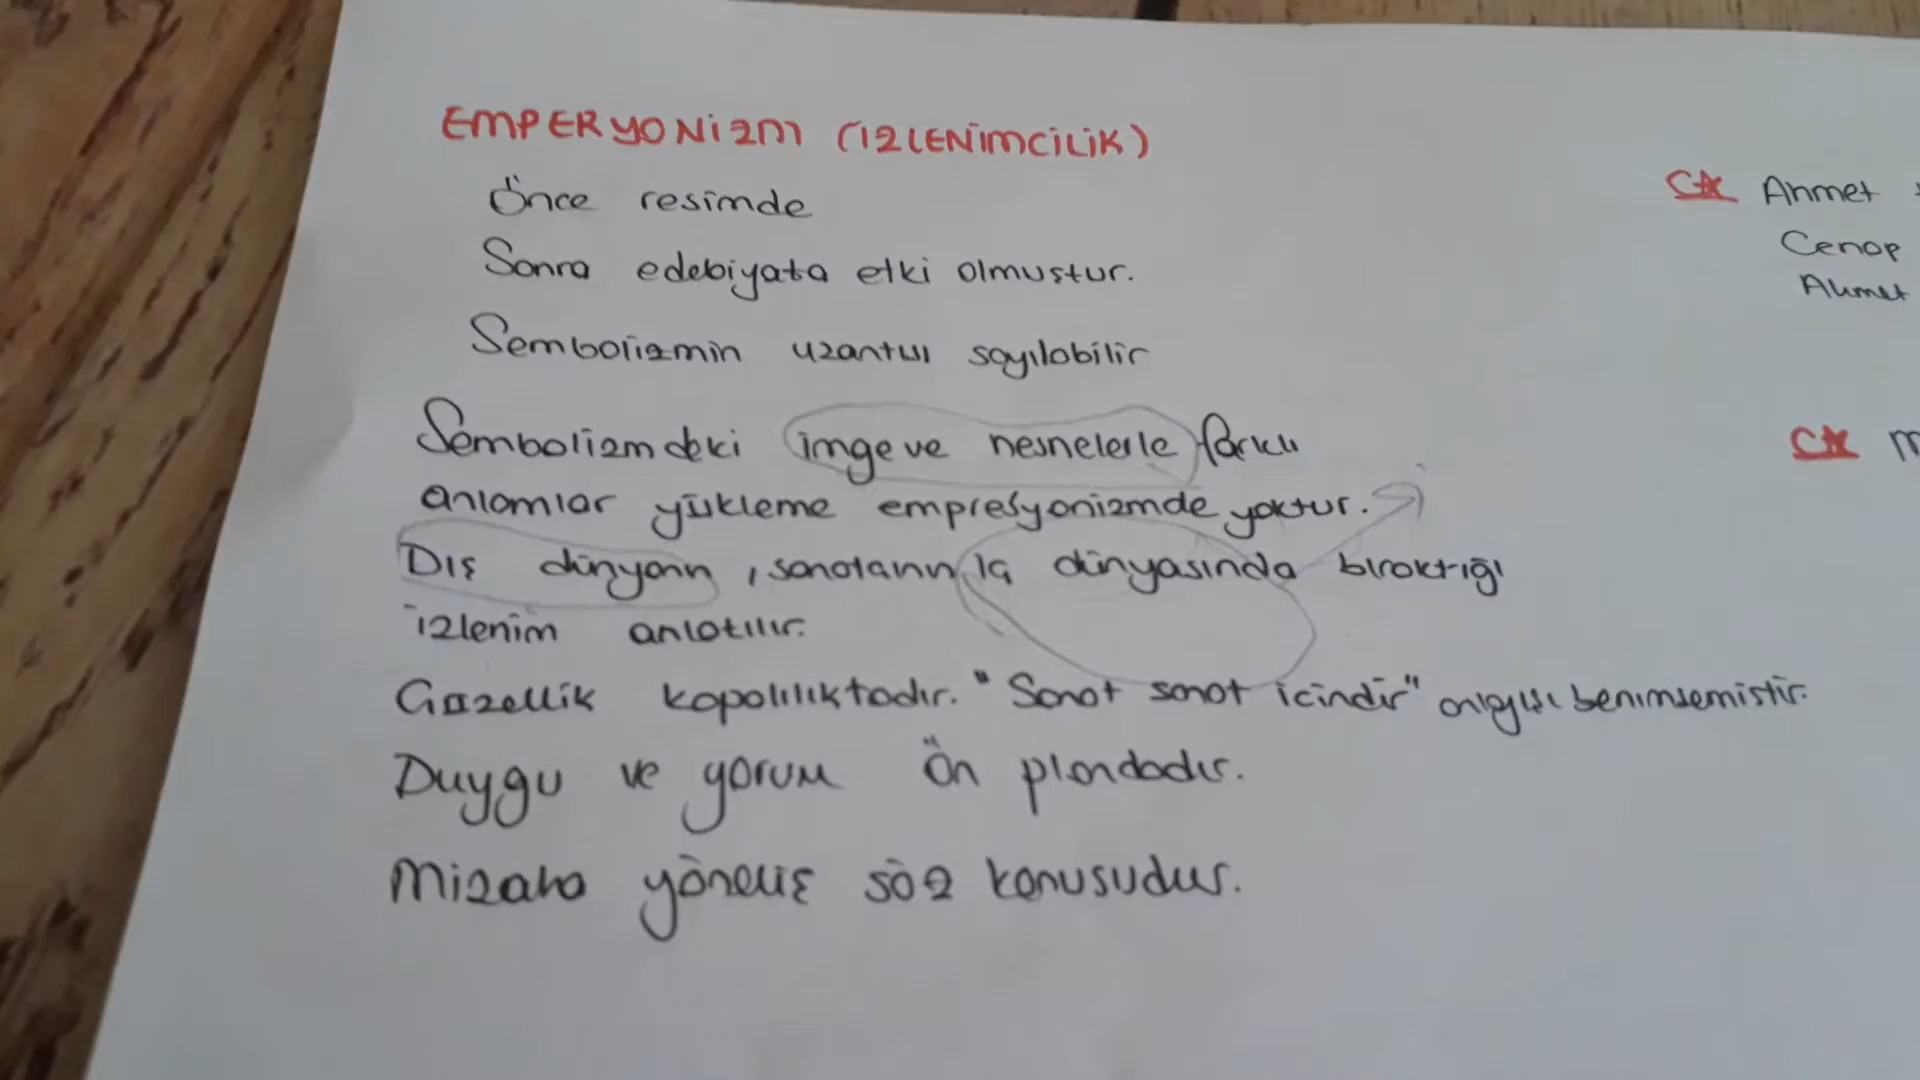 EMPERYONİZM (İZLENİMCİLİK)
Önce resimde
Sonra edebiyata etki olmuştur.
Sembolizmin uzantısı sayılabilir
Sembolizmdeki imge ve nesnelerle farklı
anlamlar yükleme empresyonizmde yoktur.
Dış dünyanın, sanatların iç dünyasında bıraktığı
izlenim anlatılır.
Güzellik kapalılıktadır. "Sanat sanat içindir" anlayışı benimsemiştir.
Duygu ve yorum ön plandadır.
Mizaha yöneliş söz konusudur.
Ahmet
Cenap
Ahmet